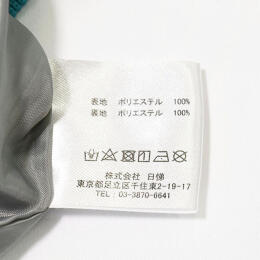 表地 ポリエステル 100%
裏地 ポリエステル 100%
株式会社 日悌
東京都足立区千住東2-19-17
TEL: 03-3870-6641